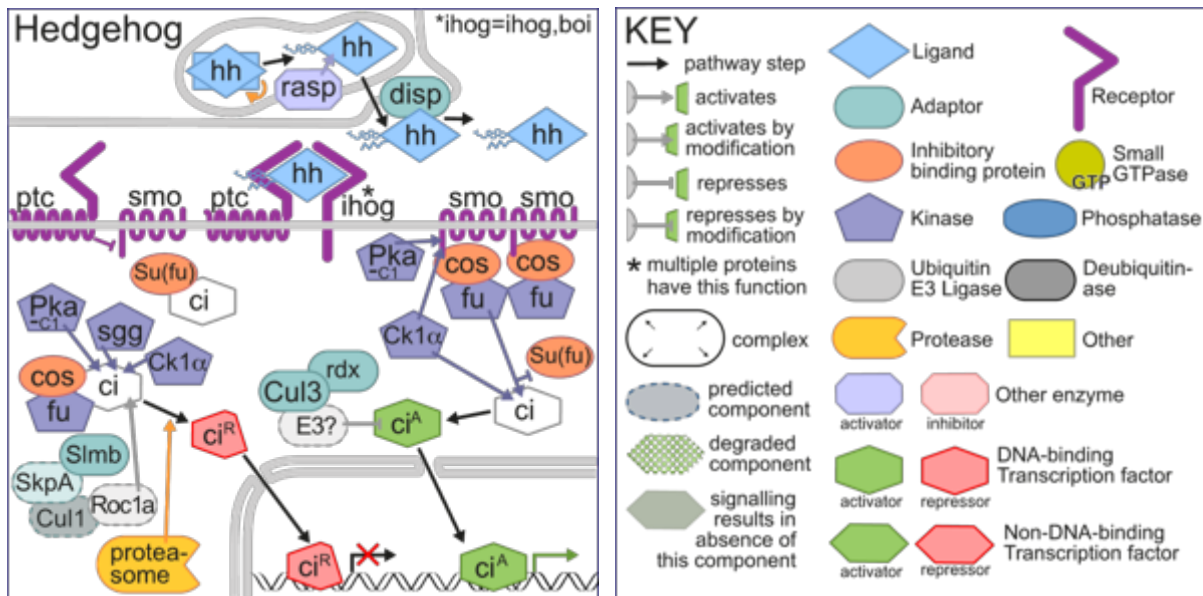 Hedgehog
*ihog=ihog,boi
hh
hh
rasp
disp
hh
hh
hh
ptc
smo
ptc
*
ihog
smo
smo
Su(fu)
ci
Pka
-C1
cos
cos
fu
fu
Pka
-C1
sgg
Ck1α
Ck1α
cos
fu
ci
Su(fu)
rdx
Cul3
E3?
ciA
ci
ciR
Slmb
SkpA
Roc1a
Cul1
protea-
some
ciR
ciA
KEY
pathway step
activates
activates by
modification
represses
represses by
modification
* multiple proteins
have this function
complex
predicted
component
degraded
component
signalling
results in
absence of
this component
Ligand
Receptor
Adaptor
Inhibitory
binding protein
GTP
Small
GTPase
Kinase
Phosphatase
Ubiquitin
E3 Ligase
Deubiquitin-
ase
Protease
Other
Other enzyme
activator
inhibitor
DNA-binding
Transcription factor
activator
repressor
Non-DNA-binding
Transcription factor
activator
repressor